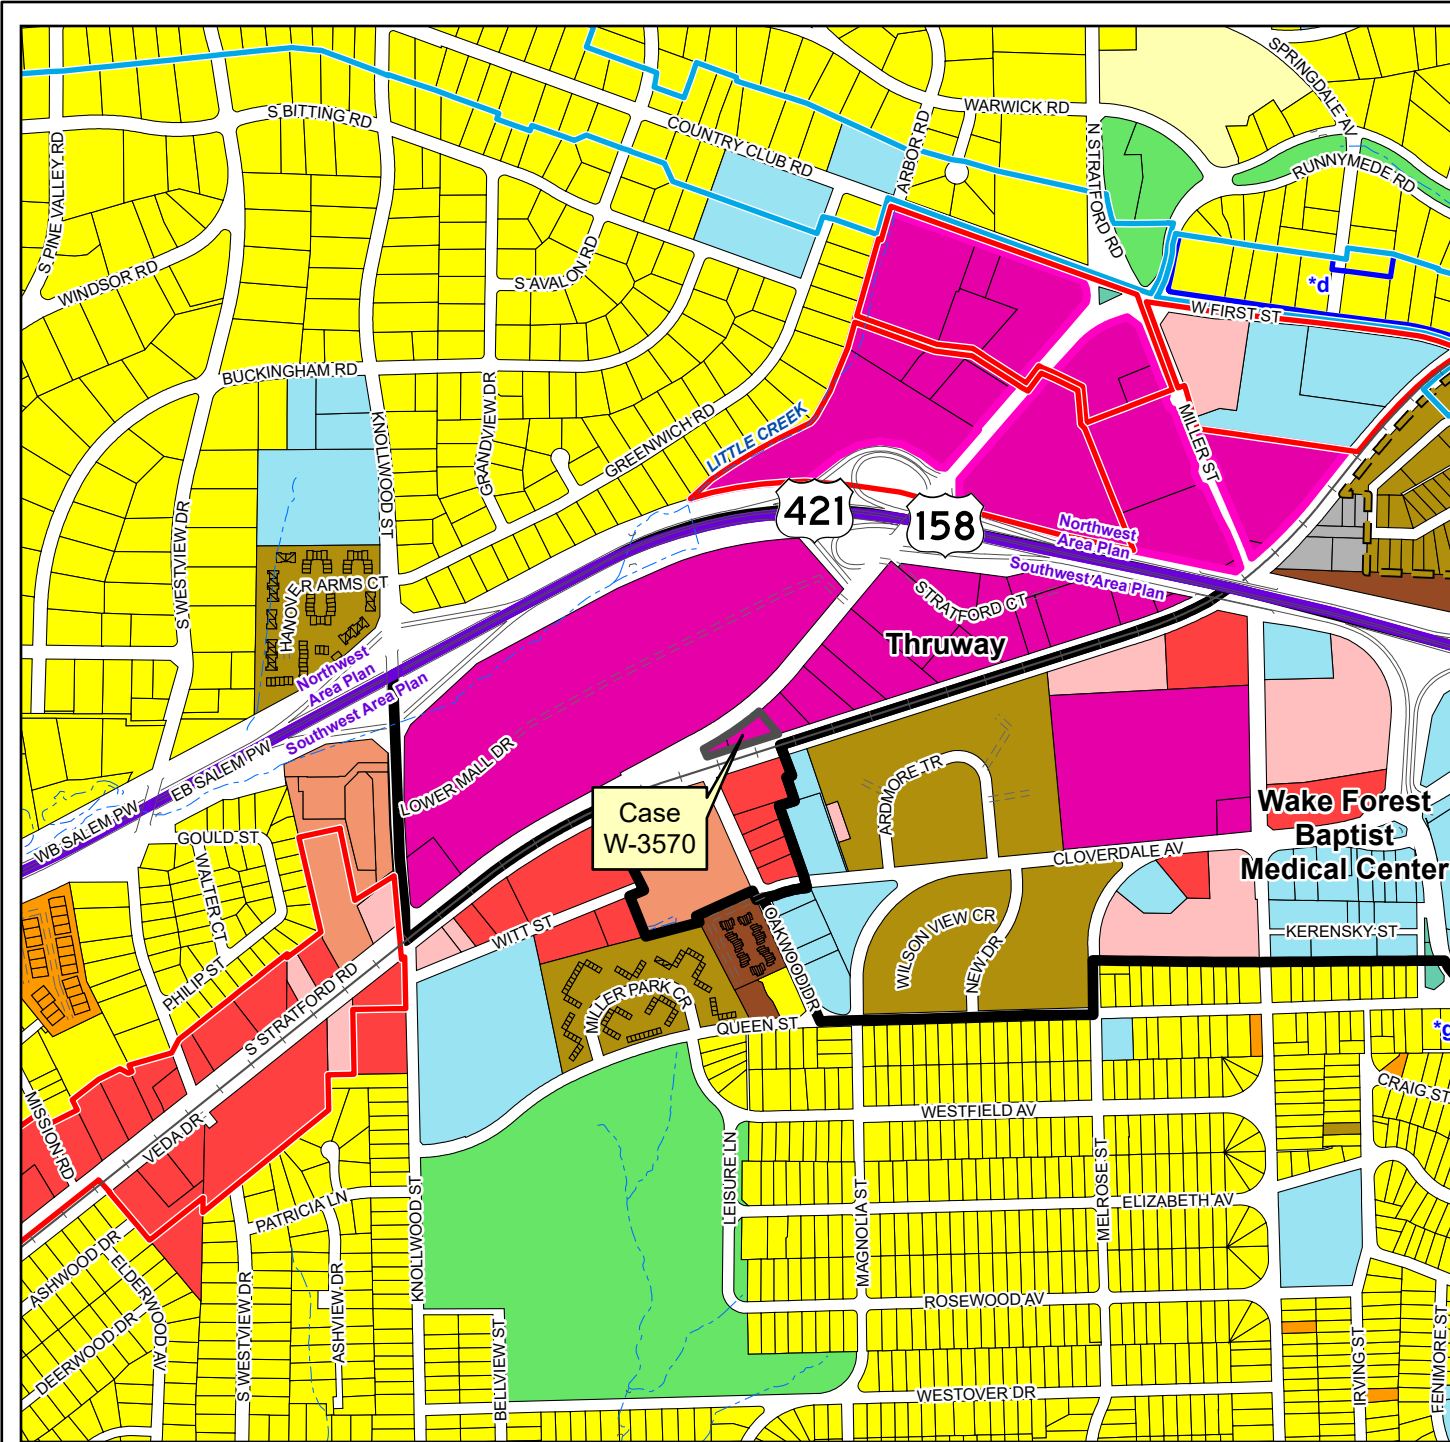 SPRINGDALE AV
WARWICK RD
S BITTING RD
COUNTRY CLUB RD
ARBOR RD
N STRATFORD RD
RUNNYMEDE RD
S PINE VALLEY RD
WINDSOR RD
S AVALON RD
*d
W FIRST ST
BUCKINGHAM RD
GRANDVIEW DR
GREENWICH RD
LITTLE CREEK
KNOLLWOOD ST
MILLER ST
421
158
Northwest
Area Plan
Southwest Area Plan
S WESTVIEW DR
HANOVER ARMS CT
STRATFORD CT
Thruway
Northwest
Area Plan
Southwest Area Plan
EB SALEM PW
WB SALEM PW
LOWER MALL DR
Case
W-3570
ARDMORE TR
Wake Forest
Baptist
Medical Center
GOULD ST
WALTER CT
CLOVERDALE AV
WITT ST
OAKWOOD DR
WILSON VIEW CR
NEW DR
KERENSKY ST
PHILIP ST
S STRATFORD RD
MILLER PARK CR
QUEEN ST
*g
MISSION RD
VEDA DR
CRAIG ST
WESTFIELD AV
LEISURE LN
MAGNOLIA ST
MELROSE ST
ELIZABETH AV
PATRICIA LN
KNOLLWOOD ST
ASHWOOD DR
ELDERWOOD AV
S WESTVIEW DR
ASHVIEW DR
ROSEWOOD AV
DEERWOOD DR
BELLVIEW ST
WESTOVER DR
IRVING ST
FENIMORE ST